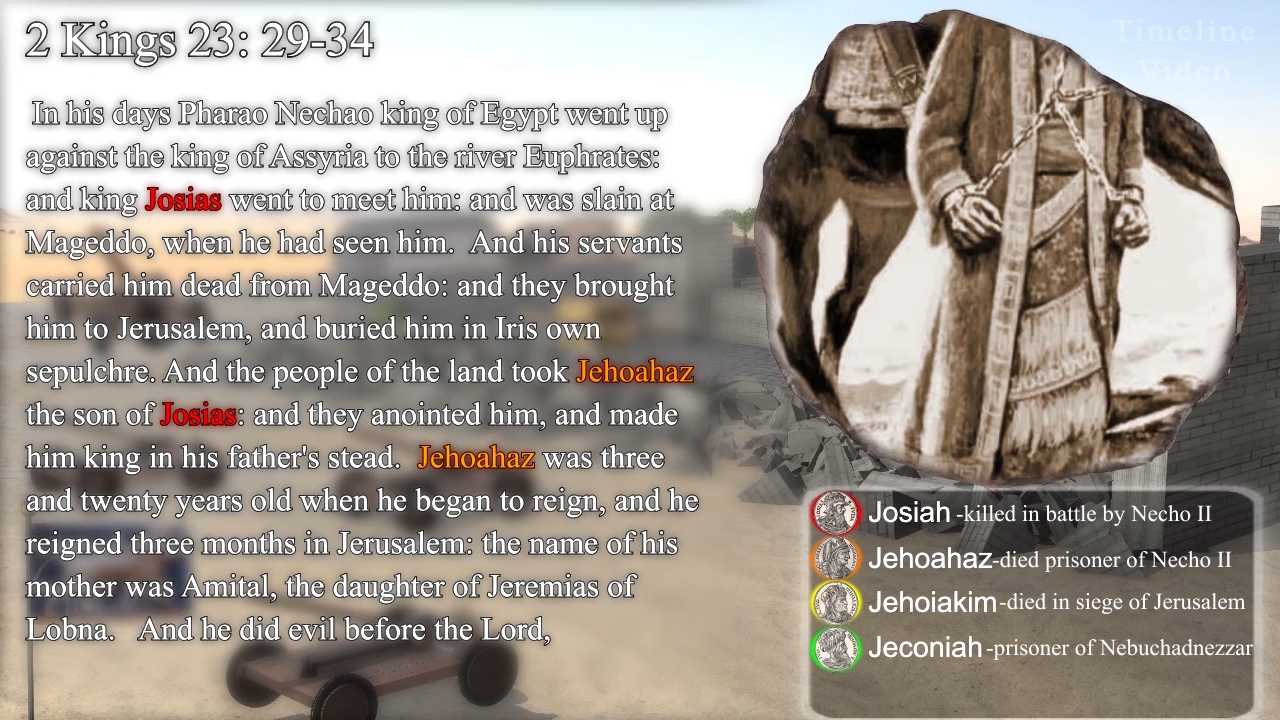 2 Kings 23: 29-34
Timeline
Video
In his days Pharao Nechao king of Egypt went up
against the king of Assyria to the river Euphrates:
and king Josias went to meet him: and was slain at
Mageddo, when he had seen him. And his servants
carried him dead from Mageddo: and they brought
him to Jerusalem, and buried him in Iris own
sepulchre. And the people of the land took Jehoahaz
the son of Josias: and they anointed him, and made
him king in his father's stead. Jehoahaz was three
and twenty years old when he began to reign, and he
reigned three months in Jerusalem: the name of his
mother was Amital, the daughter of Jeremias of
Lobna. And he did evil before the Lord,
Josiah -killed in battle by Necho II
Jehoahaz-died prisoner of Necho II
Jehoiakim-died in siege of Jerusalem
Jeconiah-prisoner of Nebuchadnezzar